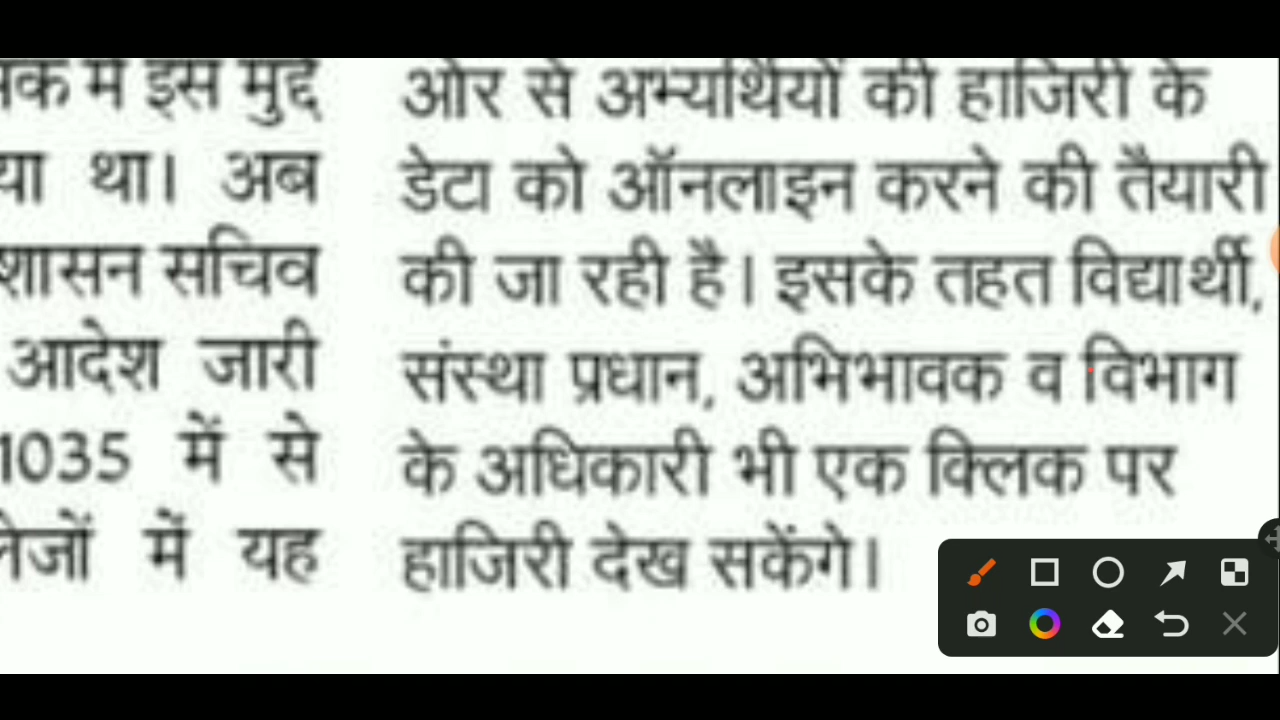 में इस मुद्दे
था। अब
शासन सचिव
आदेश जारी
1035 में से
में यह
ओर से अभ्यर्थियों की हाजिरी के
डेटा को ऑनलाइन करने की तैयारी
की जा रही है। इसके तहत विद्यार्थी,
संस्था प्रधान, अभिभावक व विभाग
के अधिकारी भी एक क्लिक पर
हाजिरी देख सकेंगे।